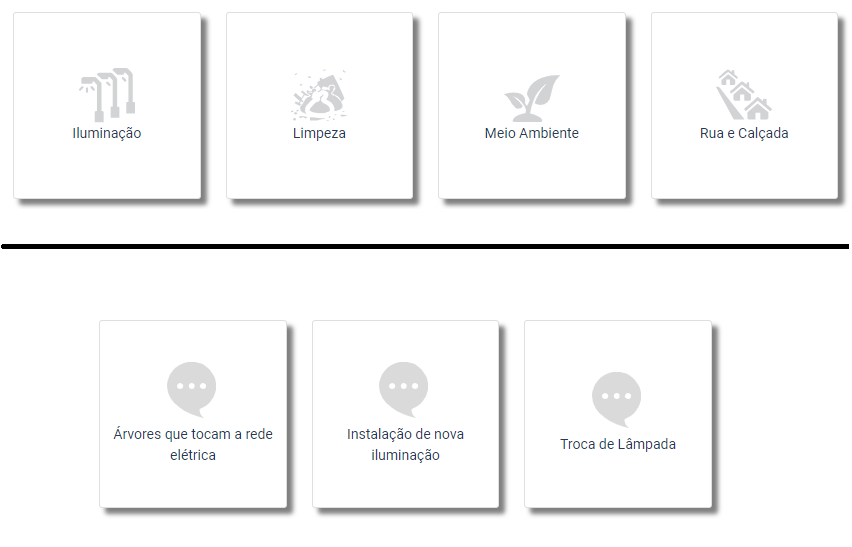 Iluminação
Limpeza
Meio Ambiente
Rua e Calçada
Árvores que tocam a rede
elétrica
Instalação de nova
iluminação
Troca de Lâmpada